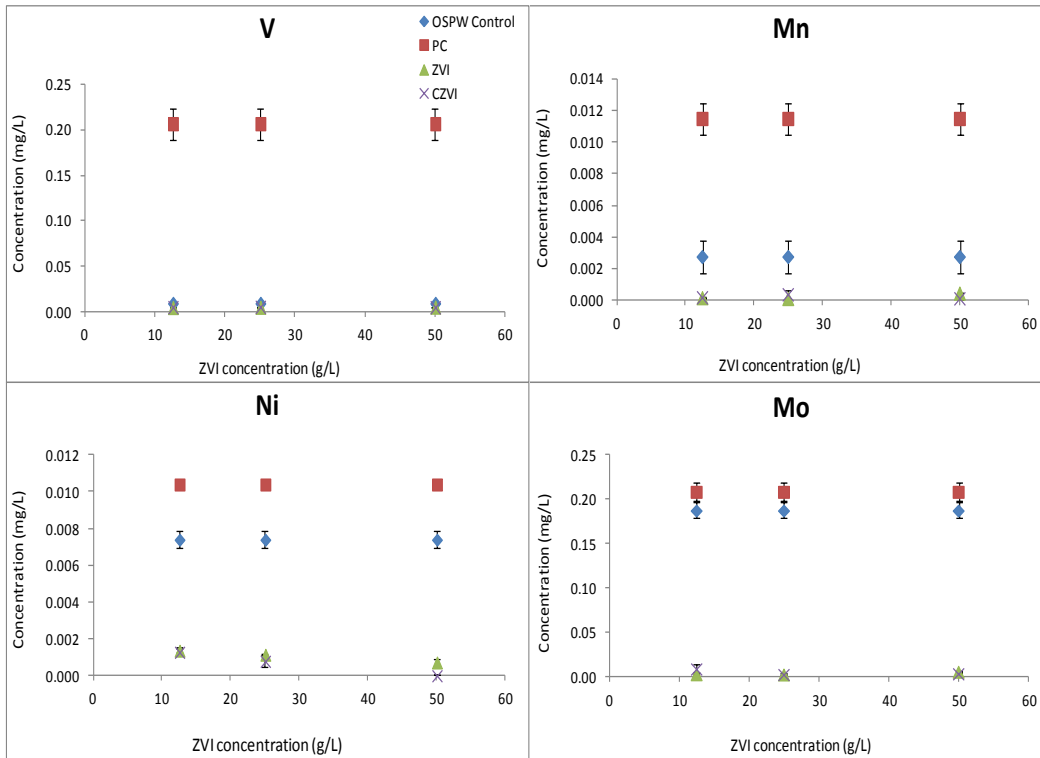 V
OSPW Control
PC
ZVI
CZVI
Concentration (mg/L)
0.25
0.20
0.15
0.10
0.05
0.00
0 10 20 30 40 50 60
ZVI concentration (g/L)
Mn
Concentration (mg/L)
0.014
0.012
0.010
0.008
0.006
0.004
0.002
0.000
0 10 20 30 40 50 60
ZVI concentration (g/L)
Ni
Concentration (mg/L)
0.012
0.010
0.008
0.006
0.004
0.002
0.000
0 10 20 30 40 50 60
ZVI concentration (g/L)
Mo
Concentration (mg/L)
0.25
0.20
0.15
0.10
0.05
0.00
0 10 20 30 40 50 60
ZVI concentration (g/L)